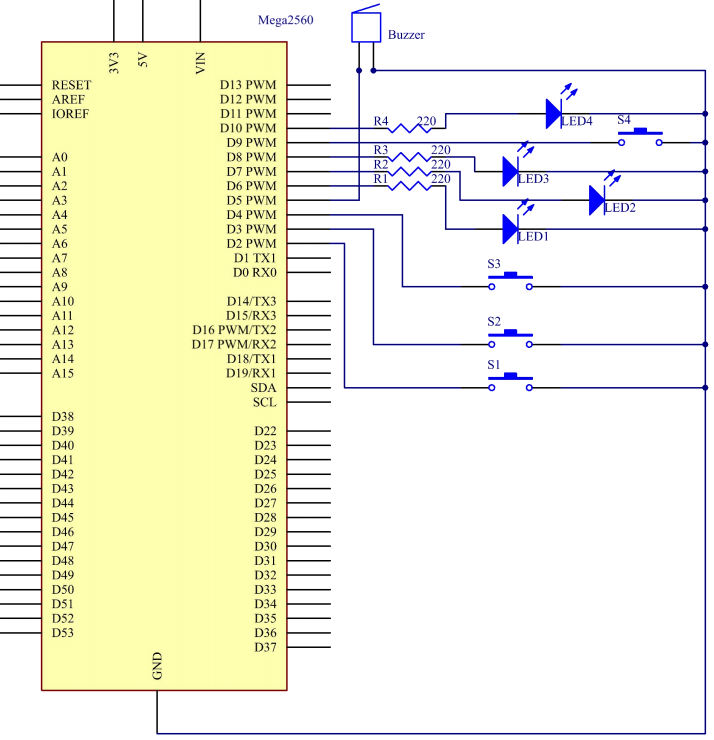 Mega2560
Buzzer
3V3
5V
VIN
RESET
AREF
IOREF
A0
A1
A2
A3
A4
A5
A6
A7
A8
A9
A10
A11
A12
A13
A14
A15
D38
D39
D40
D41
D42
D43
D44
D45
D46
D47
D48
D49
D50
D51
D52
D53
D13 PWM
D12 PWM
D11 PWM
D10 PWM
D9 PWM
D8 PWM
D7 PWM
D6 PWM
D5 PWM
D4 PWM
D3 PWM
D2 PWM
D1 TX1
D0 RX0
D14/TX3
D15/RX3
D16 PWM/TX2
D17 PWM/RX2
D18/TX1
D19/RX1
SDA
SCL
D22
D23
D24
D25
D26
D27
D28
D29
D30
D31
D32
D33
D34
D35
D36
D37
GND
R4 220
R3 220
R2 220
R1 220
LED4
S4
LED3
LED2
LED1
S3
S2
S1